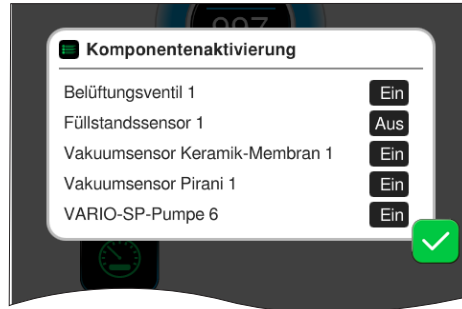 997
Komponentenaktivierung
Belüftungsventil 1 Ein
Füllstandssensor 1 Aus
Vakuumsensor Keramik-Membran 1 Ein
Vakuumsensor Pirani 1 Ein
VARIO-SP-Pumpe 6 Ein